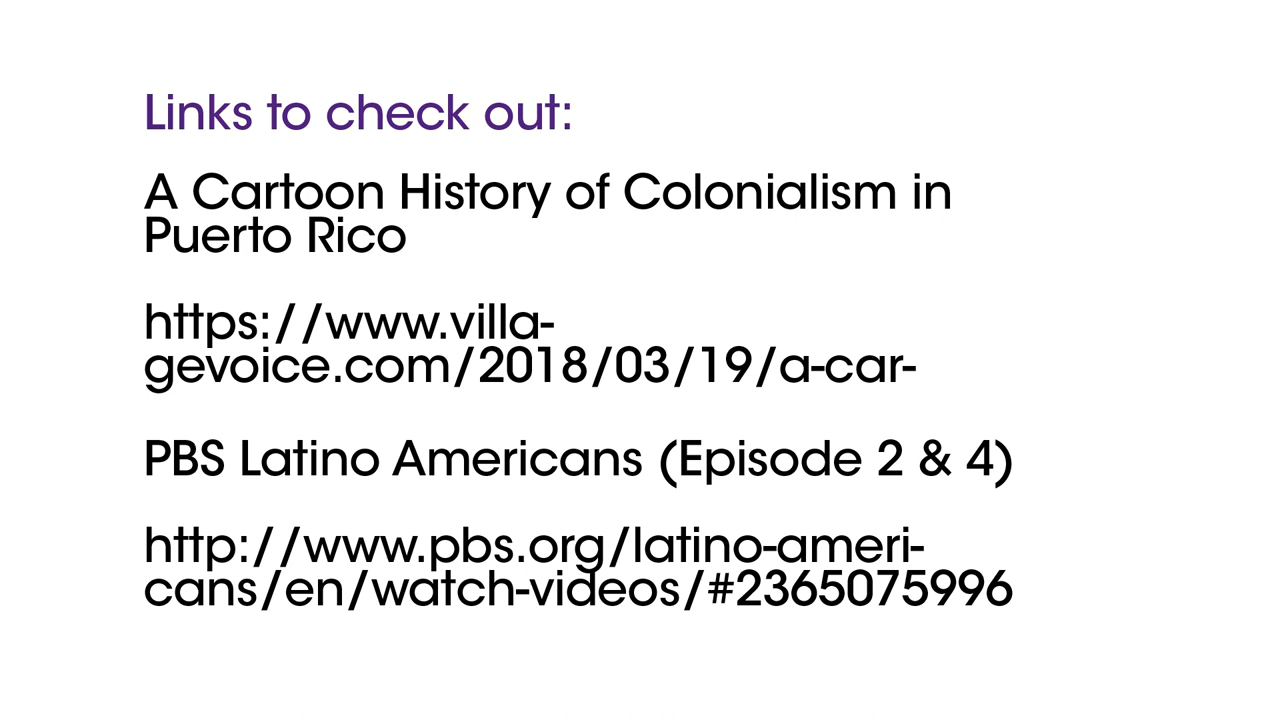 Links to check out:
A Cartoon History of Colonialism in
Puerto Rico
https://www.villa-
gevoice.com/2018/03/19/a-car-
PBS Latino Americans (Episode 2 & 4)
http://www.pbs.org/latino-ameri-
cans/en/watch-videos/#2365075996